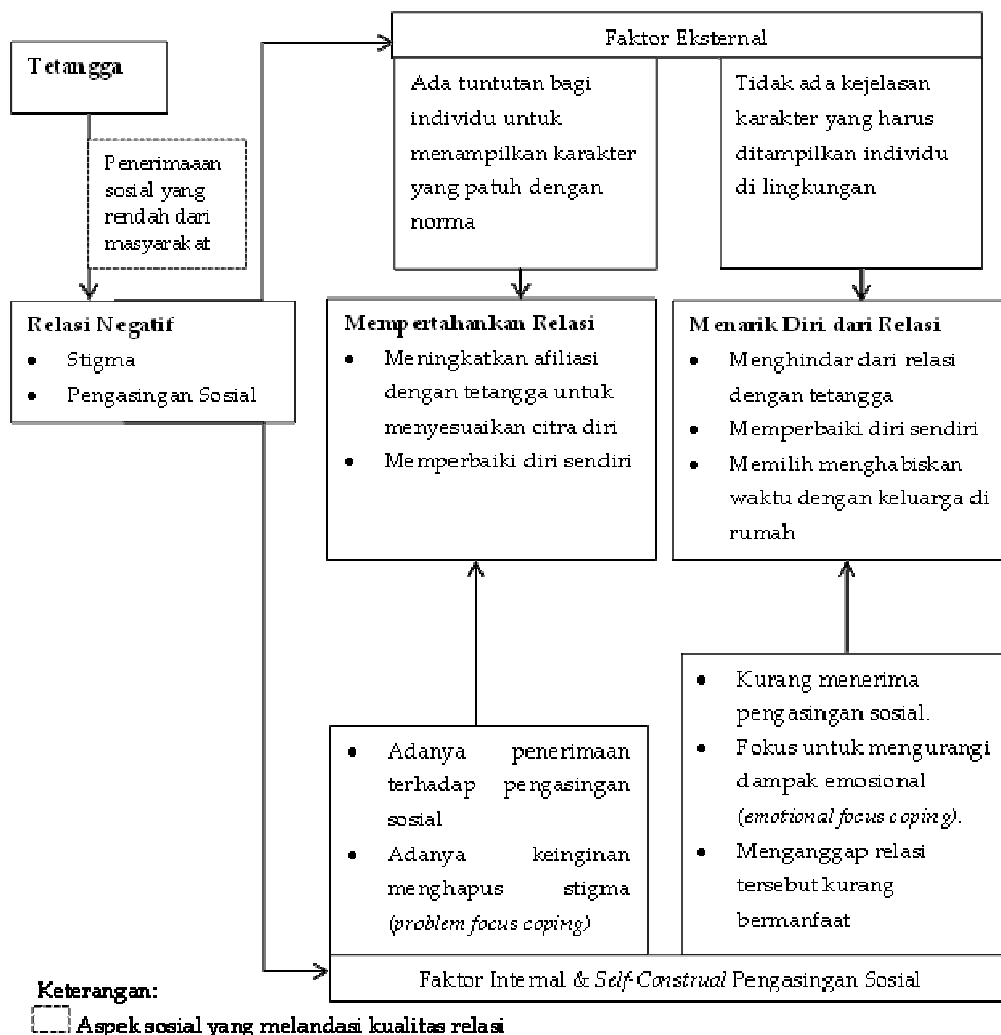 Tetangga
Penerimaaan
sosial yang
rendah dari
masyarakat
Relasi Negatif
• Stigma
• Pengasingan Sosial
Faktor Eksternal
Ada tuntutan bagi
individu untuk
menampilkan karakter
yang patuh dengan
norma
Tidak ada kejelasan
karakter yang harus
ditampilkan individu
di lingkungan
Mempertahankan Relasi
• Meningkatkan afiliasi
dengan tetangga untuk
menyesuaikan citra diri
• Memperbaiki diri sendiri
Menarik Diri dari Relasi
• Menghindar dari relasi
dengan tetangga
• Memperbaiki diri sendiri
• Memilih menghabiskan
waktu dengan keluarga di
rumah
• Adanya penerimaan
terhadap pengasingan
sosial
• Adanya keinginan
menghapus stigma
(problem focus coping)
• Kurang menerima
pengasingan sosial.
• Fokus untuk mengurangi
dampak emosional
(emotional focus coping).
• Menganggap relasi
tersebut kurang
bermanfaat
Faktor Internal & Self-Construal Pengasingan Sosial
Keterangan:
Aspek sosial yang melandasi kualitas relasi